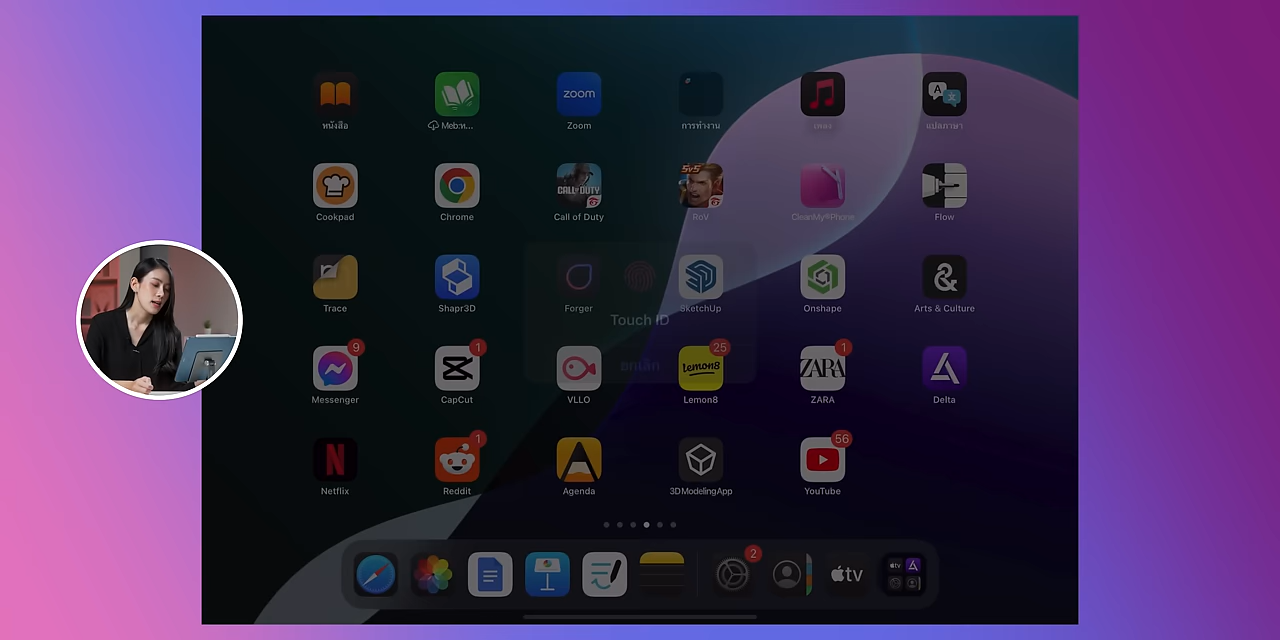 หนังสือ
Meb:ห...
zoom
Zoom
การทำงาน
เพลง
A
แปลภาษา
Cookpad
Chrome
CALL OF DUTY
Call of Duty
5v5
RoV
CleanMy®Phone
Flow
Trace
Shapr3D
Forger
SketchUp
Onshape
&
Arts & Culture
Touch ID
ยกเลิก
9
Messenger
1
CapCut
VLLO
25
lemon8
Lemon8
1
ZARA
ZARA
Delta
N
Netflix
1
Reddit
Agenda
3DModelingApp
56
YouTube
2
tv
tv